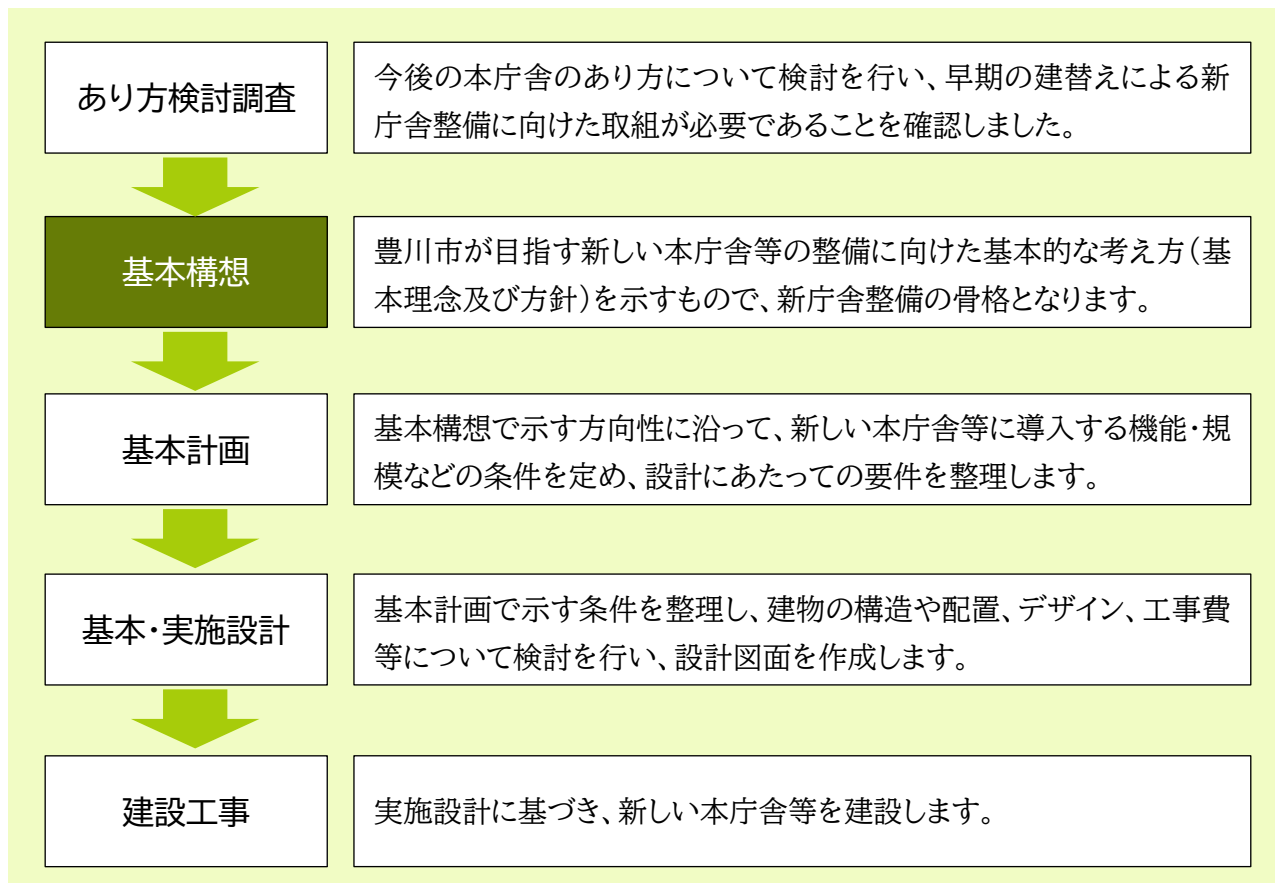 あり方検討調査
今後の本庁舎のあり方について検討を行い、早期の建替えによる新
庁舎整備に向けた取組が必要であることを確認しました。
基本構想
豊川市が目指す新しい本庁舎等の整備に向けた基本的な考え方（基
本理念及び方針）を示すもので、新庁舎整備の骨格となります。
基本計画
基本構想で示す方向性に沿って、新しい本庁舎等に導入する機能・規
模などの条件を定め、設計にあたっての要件を整理します。
基本・実施設計
基本計画で示す条件を整理し、建物の構造や配置、デザイン、工事費
等について検討を行い、設計図面を作成します。
建設工事
実施設計に基づき、新しい本庁舎等を建設します。